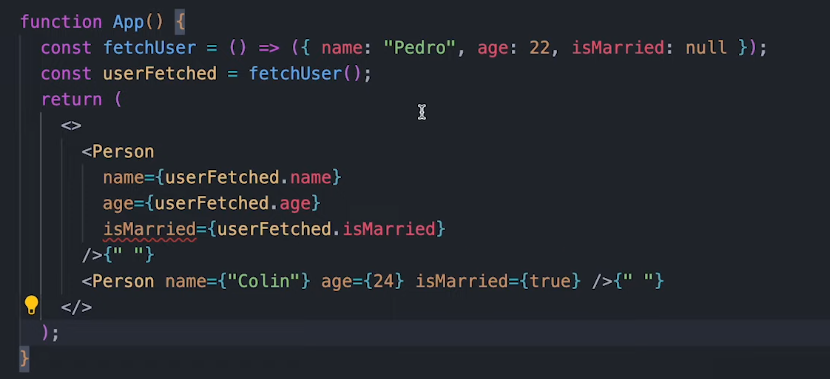 function App() {
  const fetchUser = () => ({ name: "Pedro", age: 22, isMarried: null });
  const userFetched = fetchUser();
  return (
    <>
      <Person
        name={userFetched.name}
        age={userFetched.age}
        isMarried={userFetched.isMarried}
      />{" "}
      <Person name={"Colin"} age={24} isMarried={true} />{" "}
    </>
  );
}